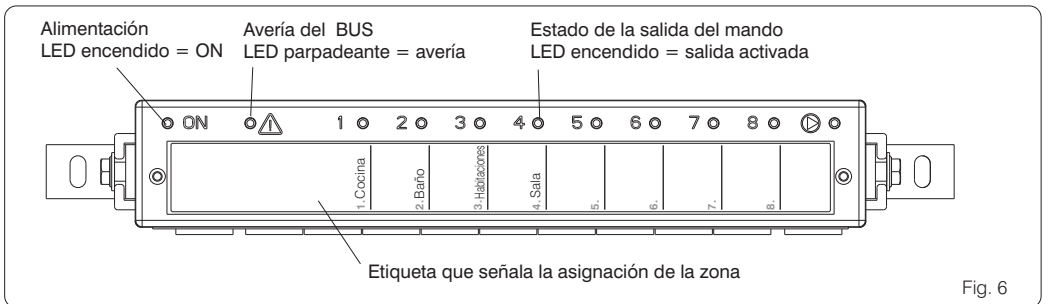 Alimentación
LED encendido = ON
Avería del BUS
LED parpadeante = avería
Estado de la salida del mando
LED encendido = salida activada
ON 1 2 3 4 5 6 7 8
1. Cocina
2. Baño
3. Habitaciones
4. Sala
5.
6.
7.
8.
Etiqueta que señala la asignación de la zona
Fig. 6